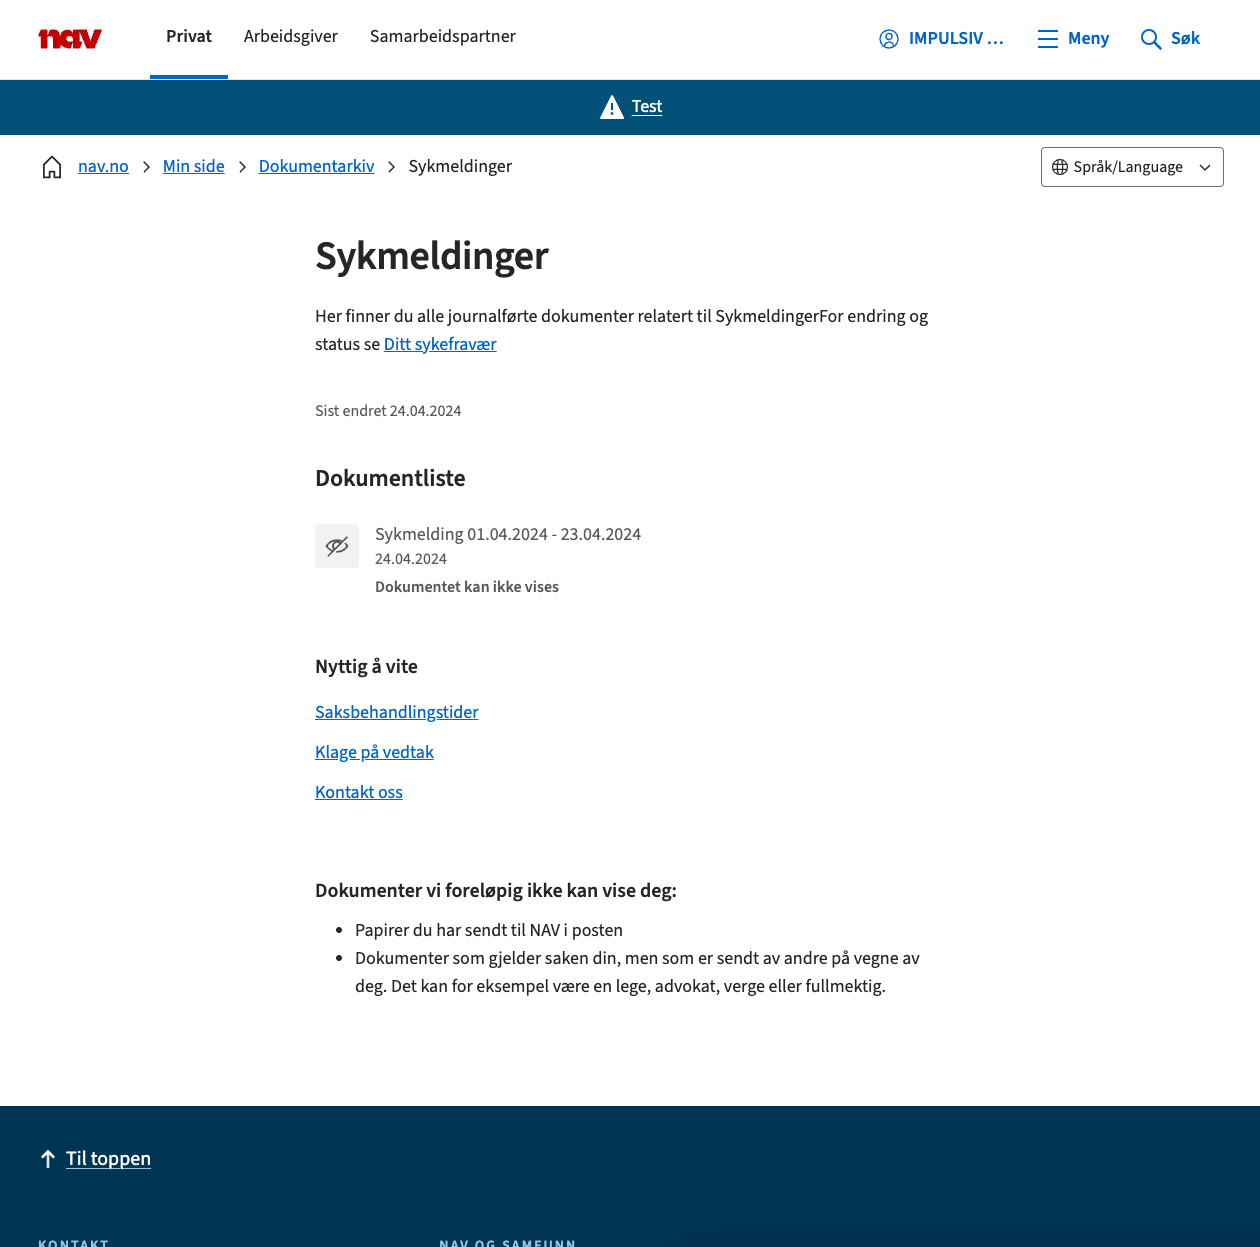 nav
Privat
Arbeidsgiver
Samarbeidspartner
IMPULSIV ...
Meny
Søk
Test
nav.no
Min side
Dokumentarkiv
Sykmeldinger
Språk/Language
Sykmeldinger
Her finner du alle journalførte dokumenter relatert til SykmeldingerFor endring og
status se Ditt sykefravær
Sist endret 24.04.2024
Dokumentliste
Sykmelding 01.04.2024 - 23.04.2024
24.04.2024
Dokumentet kan ikke vises
Nyttig å vite
Saksbehandlingstider
Klage på vedtak
Kontakt oss
Dokumenter vi foreløpig ikke kan vise deg:
• Papirer du har sendt til NAV i posten
• Dokumenter som gjelder saken din, men som er sendt av andre på vegne av
deg. Det kan for eksempel være en lege, advokat, verge eller fullmektig.
Til toppen
KONTAKT
NAV OG SAMFUNN